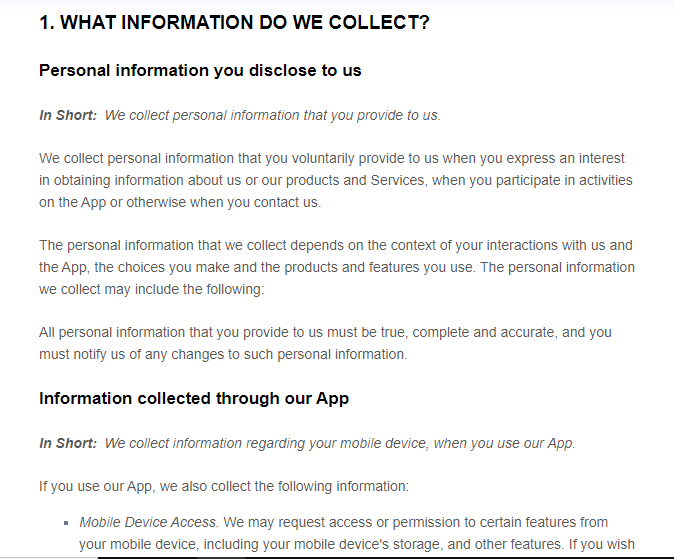 1. WHAT INFORMATION DO WE COLLECT?
Personal information you disclose to us
In Short:  We collect personal information that you provide to us.
We collect personal information that you voluntarily provide to us when you express an interest
in obtaining information about us or our products and Services, when you participate in activities
on the App or otherwise when you contact us.
The personal information that we collect depends on the context of your interactions with us and
the App, the choices you make and the products and features you use. The personal information
we collect may include the following:
All personal information that you provide to us must be true, complete and accurate, and you
must notify us of any changes to such personal information.
Information collected through our App
In Short:  We collect information regarding your mobile device, when you use our App.
If you use our App, we also collect the following information:
▪ Mobile Device Access. We may request access or permission to certain features from
your mobile device, including your mobile device's storage, and other features. If you wish